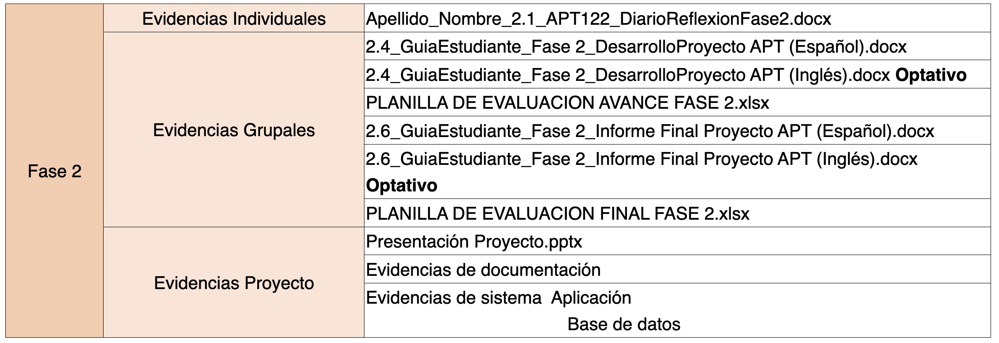 Fase 2
Evidencias Individuales
Apellido_Nombre_2.1_APT122_DiarioReflexionFase2.docx
Evidencias Grupales
2.4_GuiaEstudiante_Fase 2_DesarrolloProyecto APT (Español).docx
2.4_GuiaEstudiante_Fase 2_DesarrolloProyecto APT (Inglés).docx Optativo
PLANILLA DE EVALUACION AVANCE FASE 2.xlsx
2.6_GuiaEstudiante_Fase 2_Informe Final Proyecto APT (Español).docx
2.6_GuiaEstudiante_Fase 2_Informe Final Proyecto APT (Inglés).docx
Optativo
PLANILLA DE EVALUACION FINAL FASE 2.xlsx
Evidencias Proyecto
Presentación Proyecto.pptx
Evidencias de documentación
Evidencias de sistema  Aplicación
Base de datos